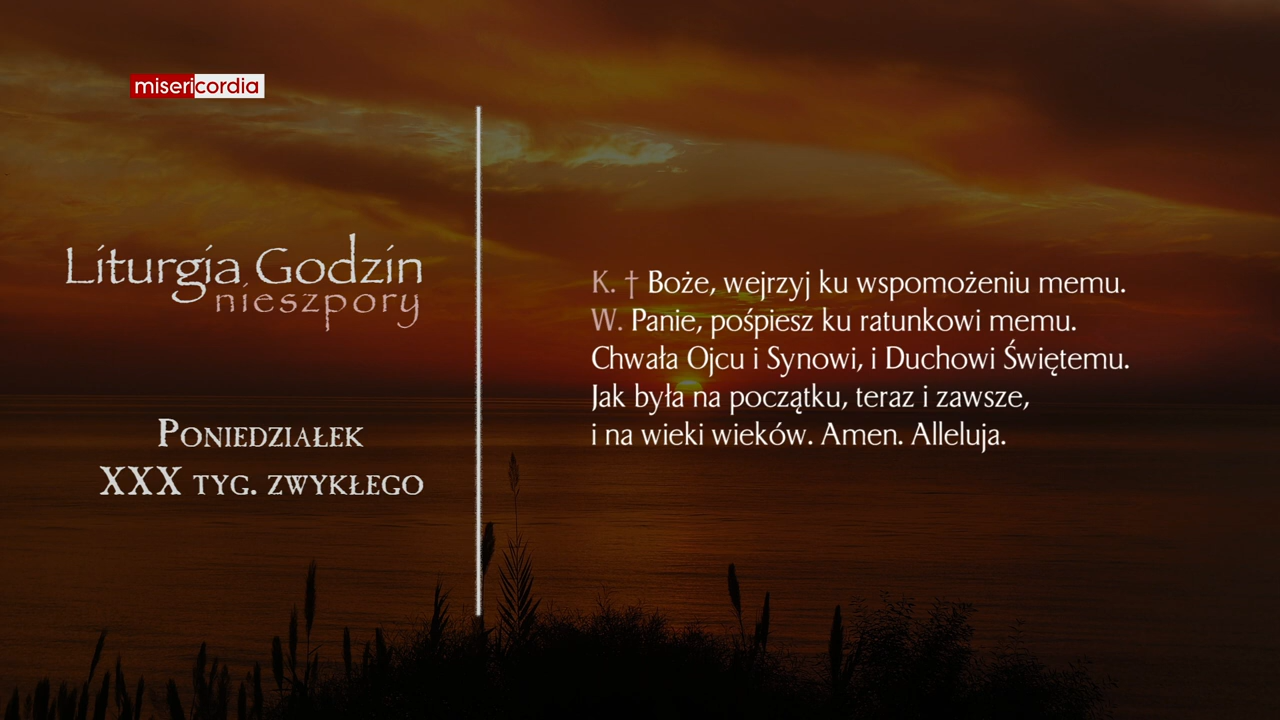 misericordia
Liturgia Godzin
nieszpory
Poniedziałek
XXX tyg. zwykłego
K. † Boże, wejrzyj ku wspomożeniu memu.
W. Panie, pośpiesz ku ratunkowi memu.
Chwała Ojcu i Synowi, i Duchowi Świętemu.
Jak była na początku, teraz i zawsze,
i na wieki wieków. Amen. Alleluja.